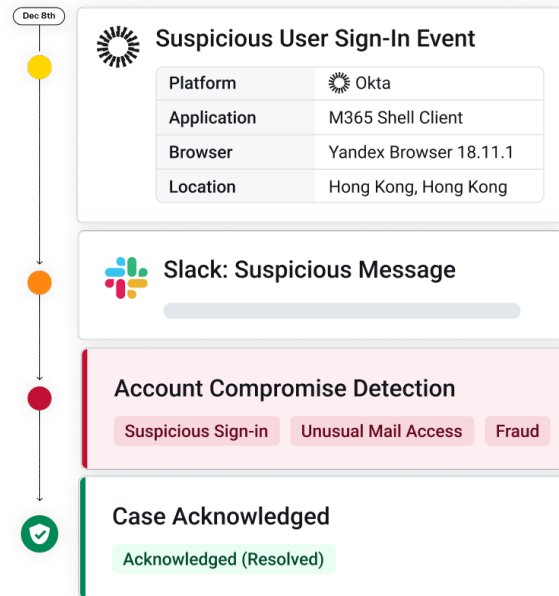 Dec 8th
Suspicious User Sign-In Event
Platform Okta
Application M365 Shell Client
Browser Yandex Browser 18.11.1
Location Hong Kong, Hong Kong
Slack: Suspicious Message
Account Compromise Detection
Suspicious Sign-in Unusual Mail Access Fraud
Case Acknowledged
Acknowledged (Resolved)